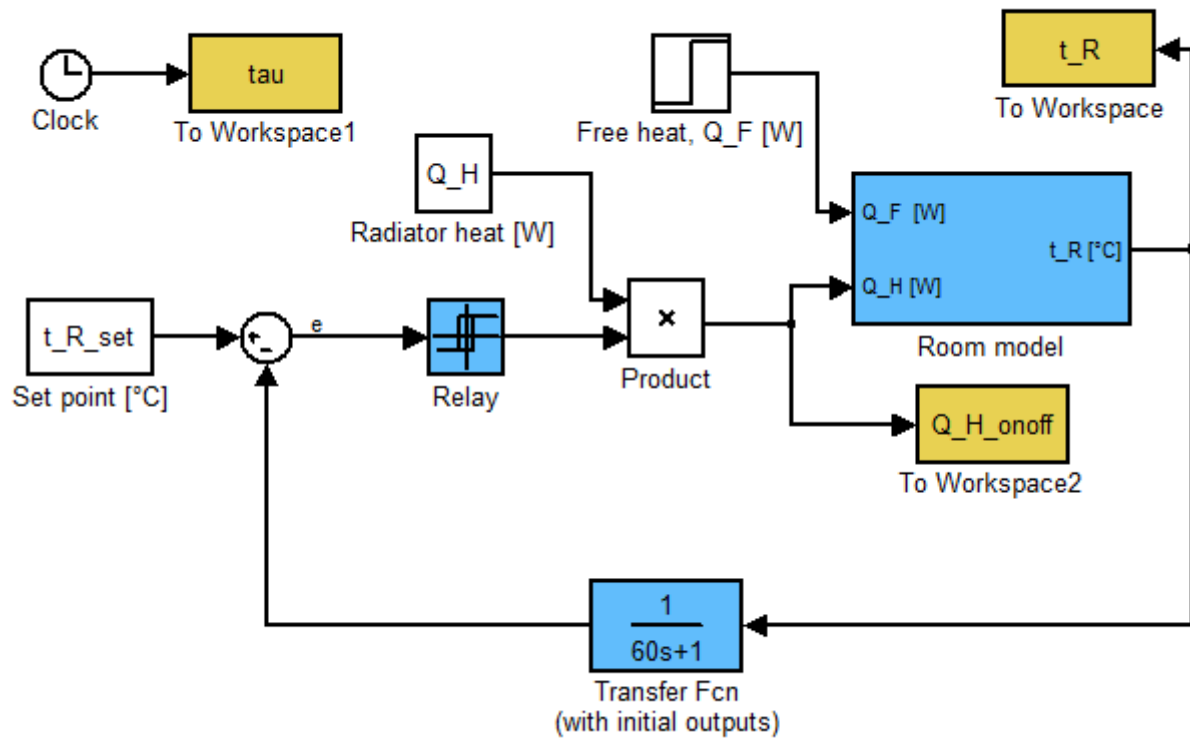 tau
Clock
To Workspace1
Free heat, Q_F [W]
t_R
To Workspace
Q_H
Radiator heat [W]
Q_F [W]
t_R [°C]
Q_H [W]
Room model
t_R_set
Set point [°C]
+
-
e
Relay
×
Product
Q_H_onoff
To Workspace2
1
60s+1
Transfer Fcn
(with initial outputs)